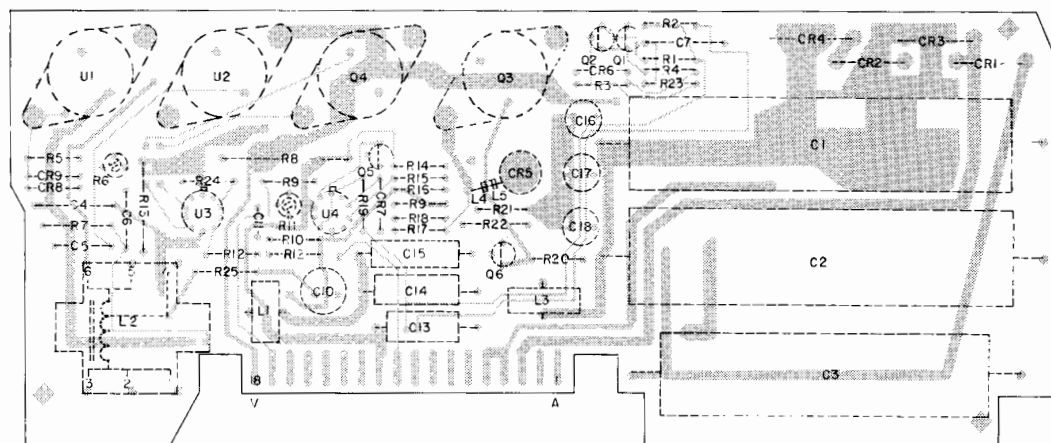 R2
U1 U2 Q4 Q3 Q2 Q1 C7 CR4 CR3
R1 CR2 CR1
CR6 R4
R3 R23
C16
C1
R5 R8 Q5 R14
CR9 R6 R24 R9 R15 CR5 C17
CR8 R16 L4 L5
C4 C6 R13 U3 C11 R11 U4 R19 CR7 R9 R21
R7 R18 R22 C18
C5 R10 R17
R12 R12 C15 Q6 R20 C2
6 5 4 R25
C10 C14
L2 L1 L3
C13
3 2 8 C3
V A